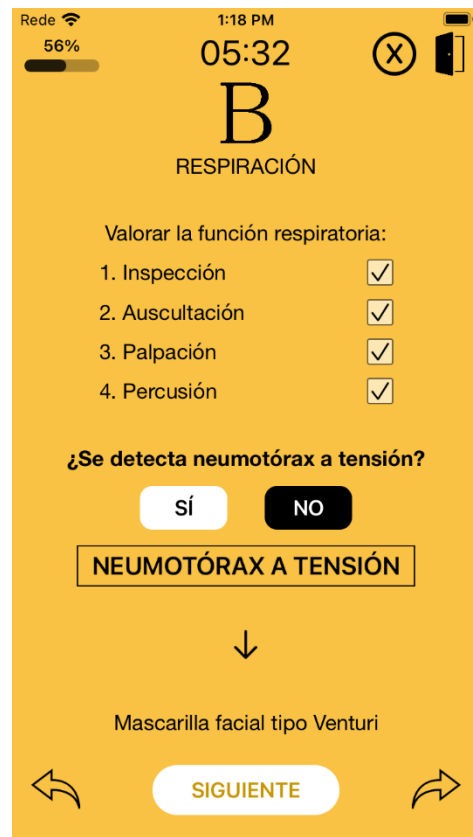 Rede 1:18 PM
56% 05:32 X
B
RESPIRACIÓN
Valorar la función respiratoria:
1. Inspección
2. Auscultación
3. Palpación
4. Percusión
¿Se detecta neumotórax a tensión?
SÍ NO
NEUMOTÓRAX A TENSIÓN
Mascarilla facial tipo Venturi
SIGUIENTE